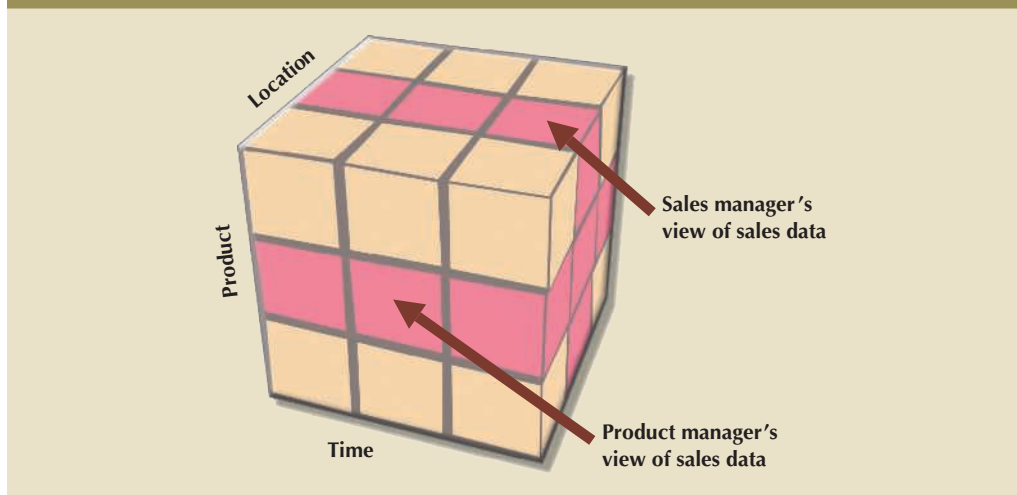 Location
Product
Time
Sales manager's
view of sales data
Product manager's
view of sales data